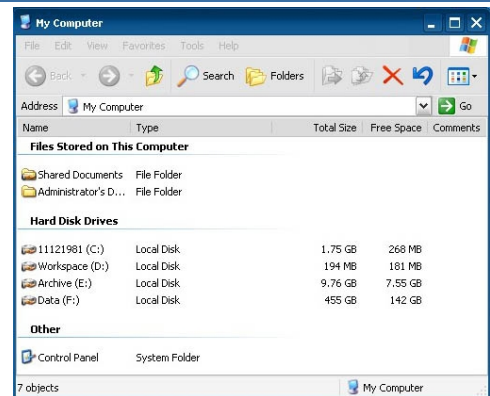 My Computer
File Edit View Favorites Tools Help
Back Search Folders
Address My Computer Go
Name Type Total Size Free Space Comments
Files Stored on This Computer
Shared Documents File Folder
Administrator's D... File Folder
Hard Disk Drives
11121981 (C:) Local Disk 1.75 GB 268 MB
Workspace (D:) Local Disk 194 MB 181 MB
Archive (E:) Local Disk 9.76 GB 7.55 GB
Data (F:) Local Disk 455 GB 142 GB
Other
Control Panel System Folder
7 objects My Computer